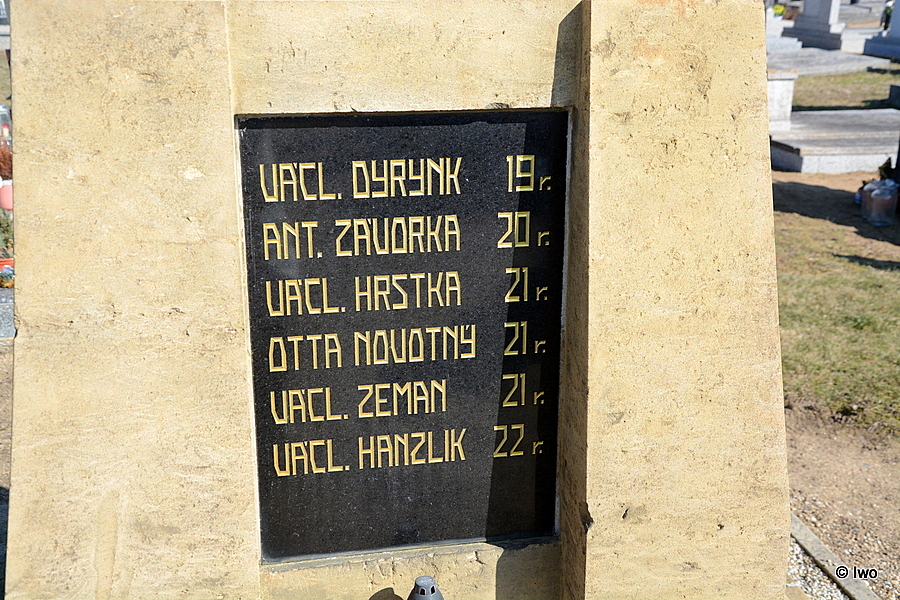 VÁCL. DYRYNK 19 r.
ANT. ZÁVORKA 20 r.
VÁCL. HRSTKA 21 r.
OTTA NOVOTNÝ 21 r.
VÁCL. ZEMAN 21 r.
VÁCL. HANZLIK 22 r.
© Iwo